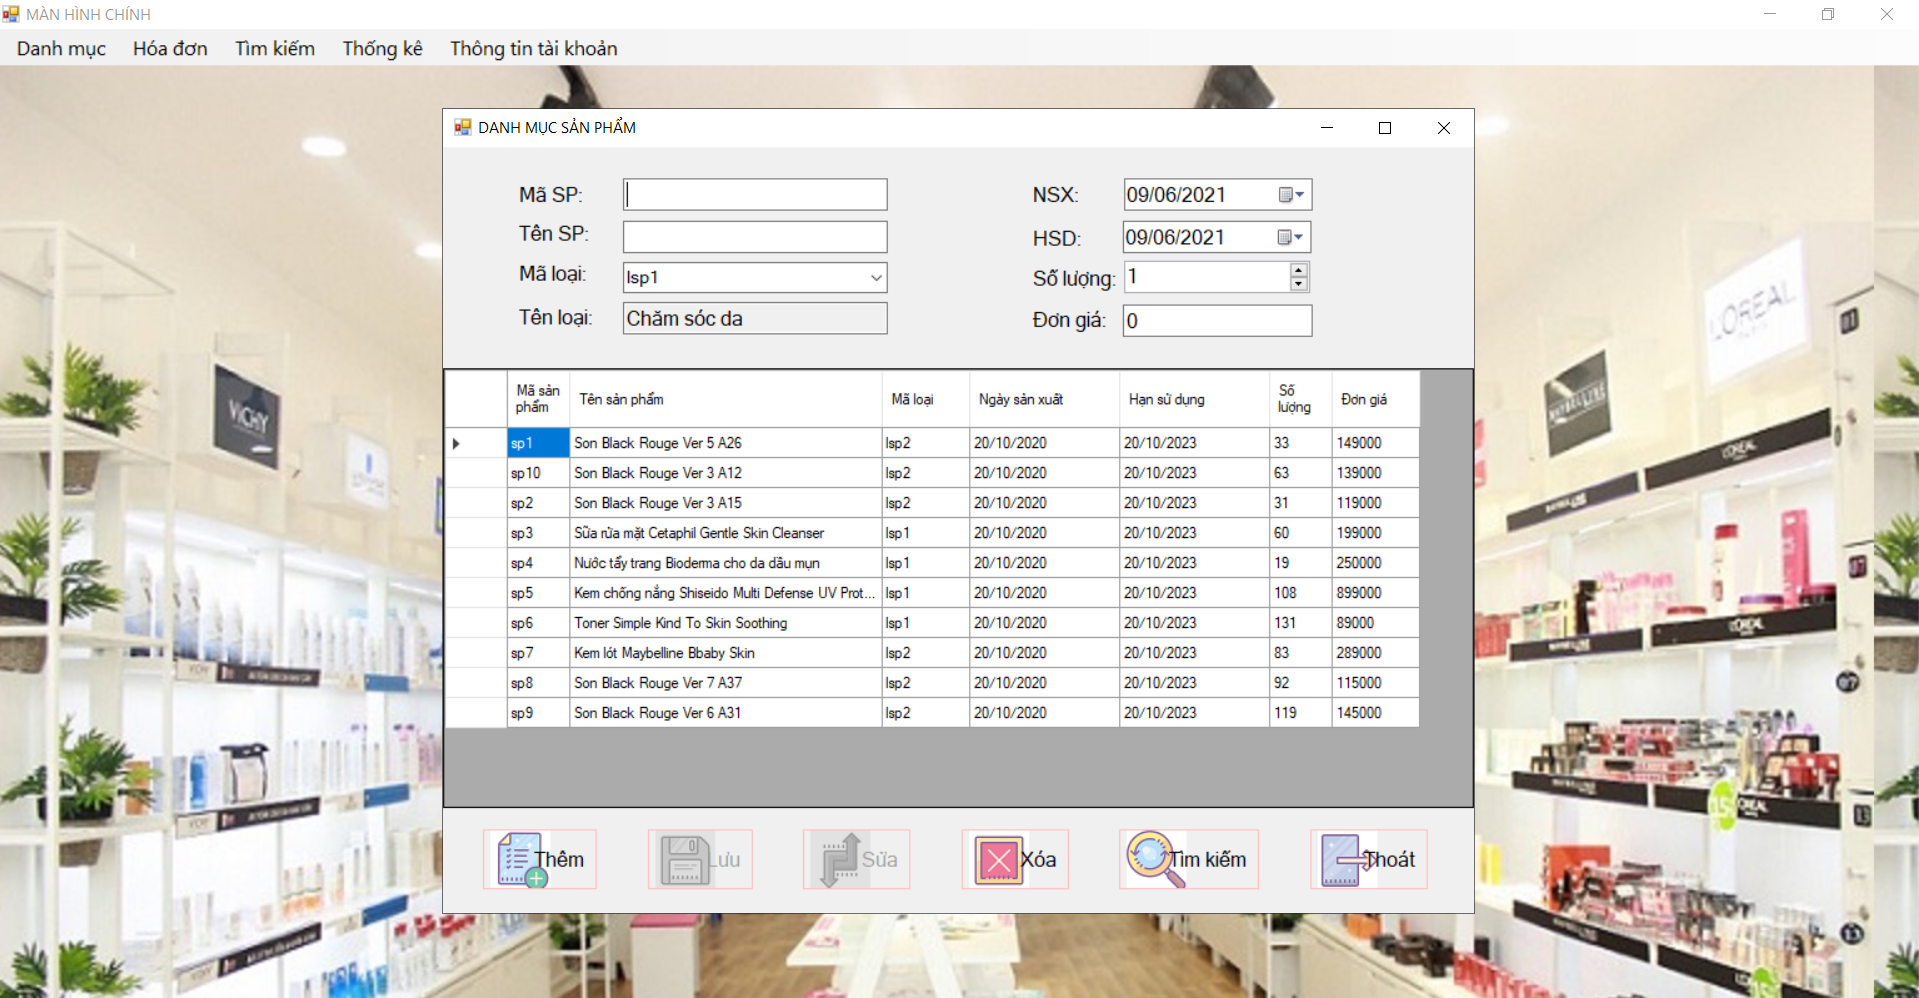 MÀN HÌNH CHÍNH
Danh mục Hóa đơn Tìm kiếm Thống kê Thông tin tài khoản
DANH MỤC SẢN PHẨM
Mã SP:
NSX: 09/06/2021
Tên SP:
HSD: 09/06/2021
Mã loại: lsp1
Số lượng: 1
Tên loại: Chăm sóc da
Đơn giá: 0
Mã sản phẩm Tên sản phẩm Mã loại Ngày sản xuất Hạn sử dụng Số lượng Đơn giá
sp1 Son Black Rouge Ver 5 A26 lsp2 20/10/2020 20/10/2023 33 149000
sp10 Son Black Rouge Ver 3 A12 lsp2 20/10/2020 20/10/2023 63 139000
sp2 Son Black Rouge Ver 3 A15 lsp2 20/10/2020 20/10/2023 31 119000
sp3 Sữa rửa mặt Cetaphil Gentle Skin Cleanser lsp1 20/10/2020 20/10/2023 60 199000
sp4 Nước tẩy trang Bioderma cho da dầu mụn lsp1 20/10/2020 20/10/2023 19 250000
sp5 Kem chống nắng Shiseido Multi Defense UV Prot... lsp1 20/10/2020 20/10/2023 108 899000
sp6 Toner Simple Kind To Skin Soothing lsp1 20/10/2020 20/10/2023 131 89000
sp7 Kem lót Maybelline Bbaby Skin lsp2 20/10/2020 20/10/2023 83 289000
sp8 Son Black Rouge Ver 7 A37 lsp2 20/10/2020 20/10/2023 92 115000
sp9 Son Black Rouge Ver 6 A31 lsp2 20/10/2020 20/10/2023 119 145000
Thêm Lưu Sửa Xóa Tìm kiếm Thoát
VICHY
L'OREAL
PARIS
MAYBELLINE
L'OREAL
L'OREAL
07
07
13
13